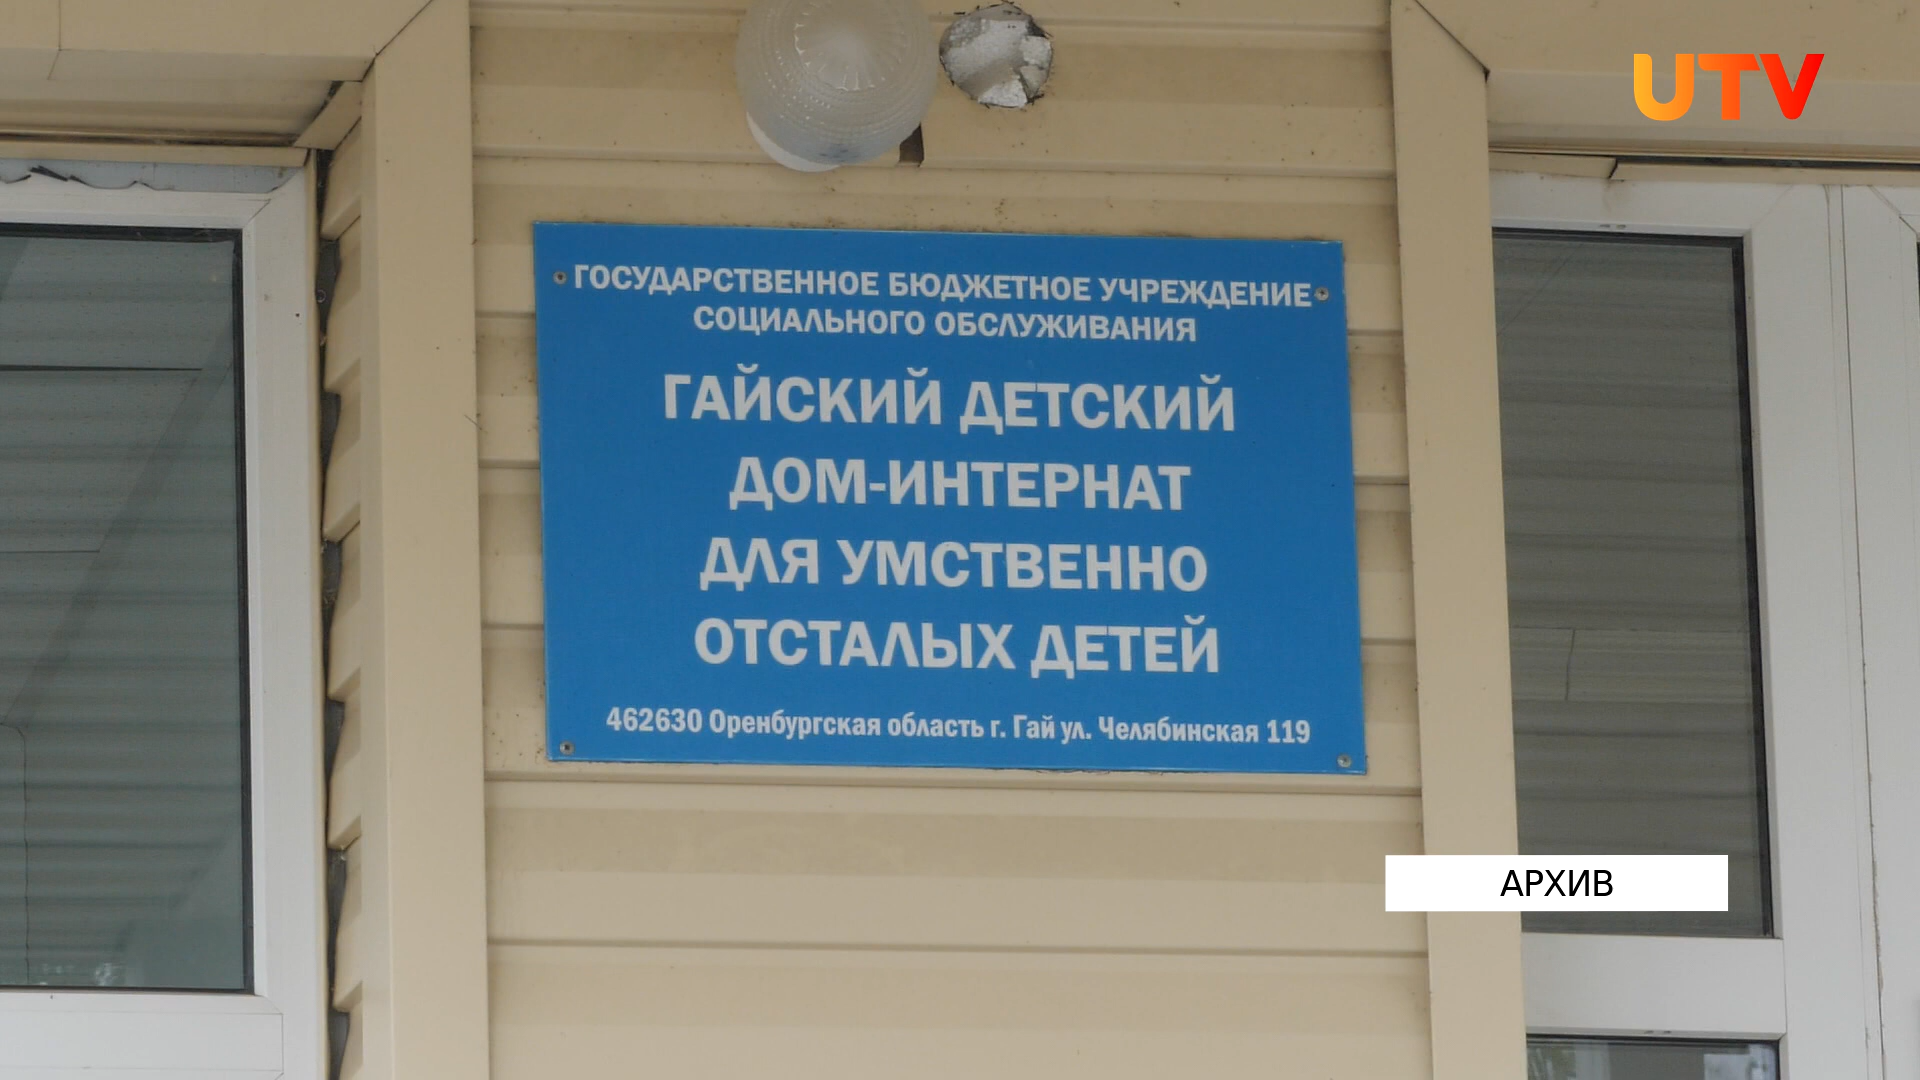 UTV
ГОСУДАРСТВЕННОЕ БЮДЖЕТНОЕ УЧРЕЖДЕНИЕ
СОЦИАЛЬНОГО ОБСЛУЖИВАНИЯ
ГАЙСКИЙ ДЕТСКИЙ
ДОМ-ИНТЕРНАТ
ДЛЯ УМСТВЕННО
ОТСТАЛЫХ ДЕТЕЙ
462630 Оренбургская область г. Гай ул. Челябинская 119
АРХИВ